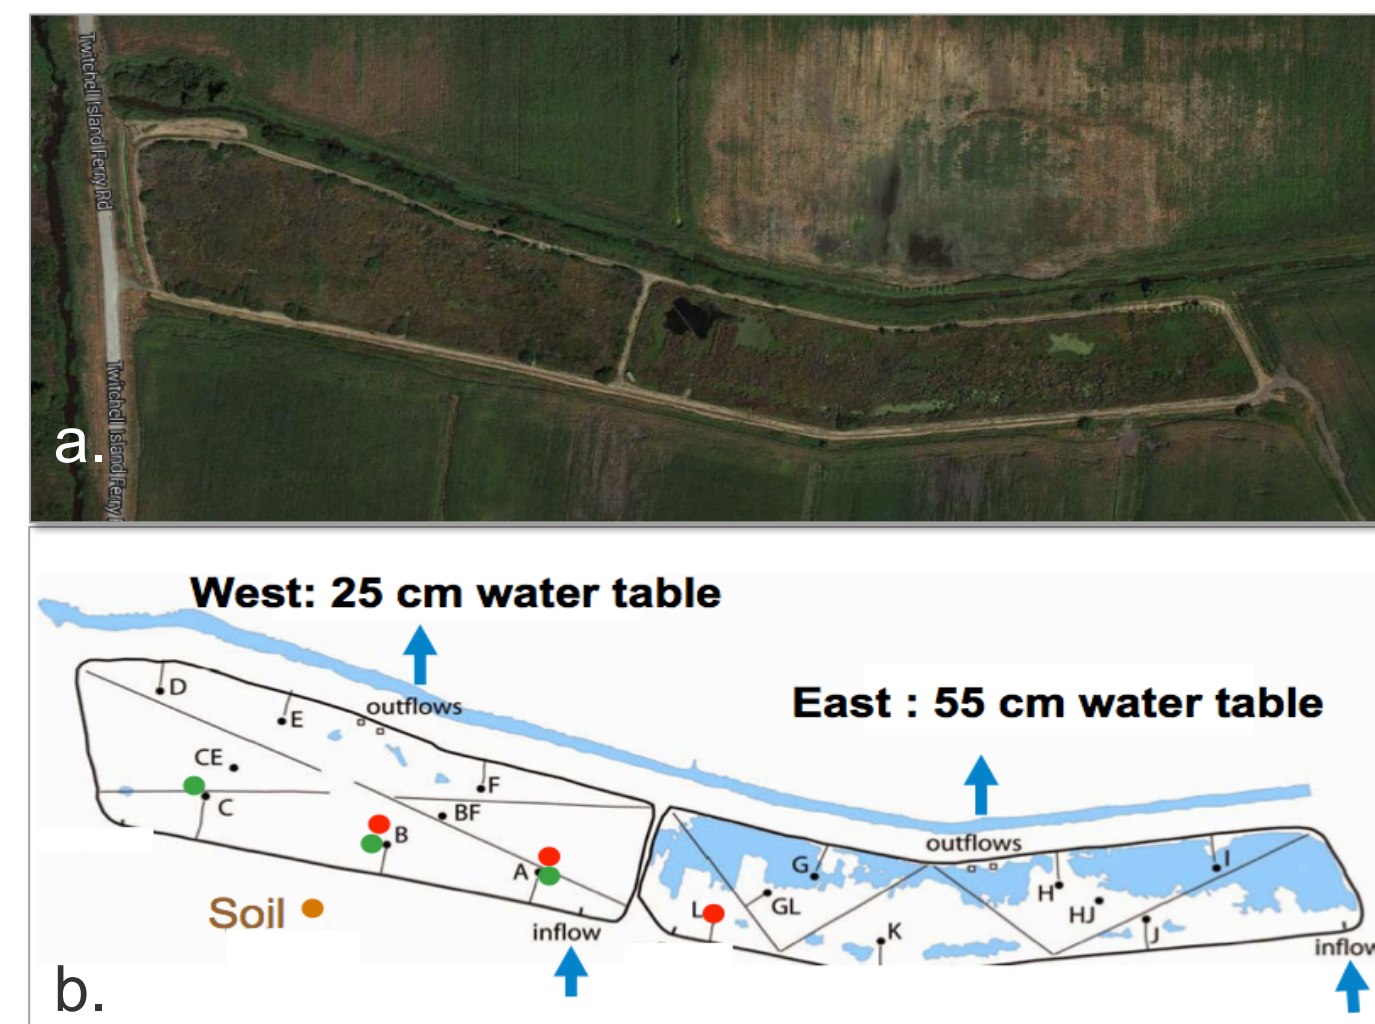 Twitchell Island Ferry Rd
Twitchell Island Ferry
a.
West: 25 cm water table
East : 55 cm water table
D
E
outflows
CE
C
F
BF
B
A
Soil
inflow
outflows
G
GL
L
K
H
HJ
I
J
inflow
b.